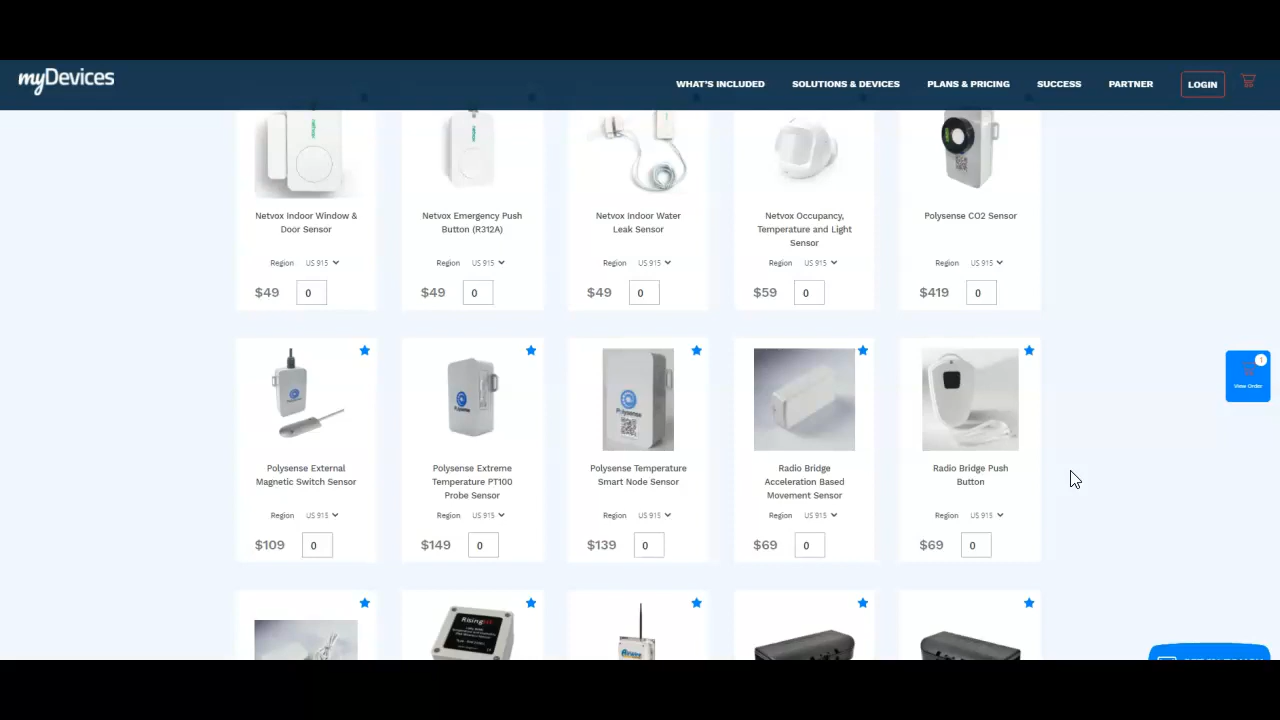 myDevices
WHAT'S INCLUDED SOLUTIONS & DEVICES PLANS & PRICING SUCCESS PARTNER LOGIN
Netvox Indoor Window &
Door Sensor
Region US 915
$49 0
Netvox Emergency Push
Button (R312A)
Region US 915
$49 0
Netvox Indoor Water
Leak Sensor
Region US 915
$49 0
Netvox Occupancy,
Temperature and Light
Sensor
Region US 915
$59 0
Polysense CO2 Sensor
Region US 915
$419 0
1
View Order
Polysense External
Magnetic Switch Sensor
Region US 915
$109 0
Polysense
Polysense Extreme
Temperature PT100
Probe Sensor
Region US 915
$149 0
Polysense
Polysense Temperature
Smart Node Sensor
Region US 915
$139 0
Radio Bridge
Acceleration Based
Movement Sensor
Region US 915
$69 0
Radio Bridge Push
Button
Region US 915
$69 0